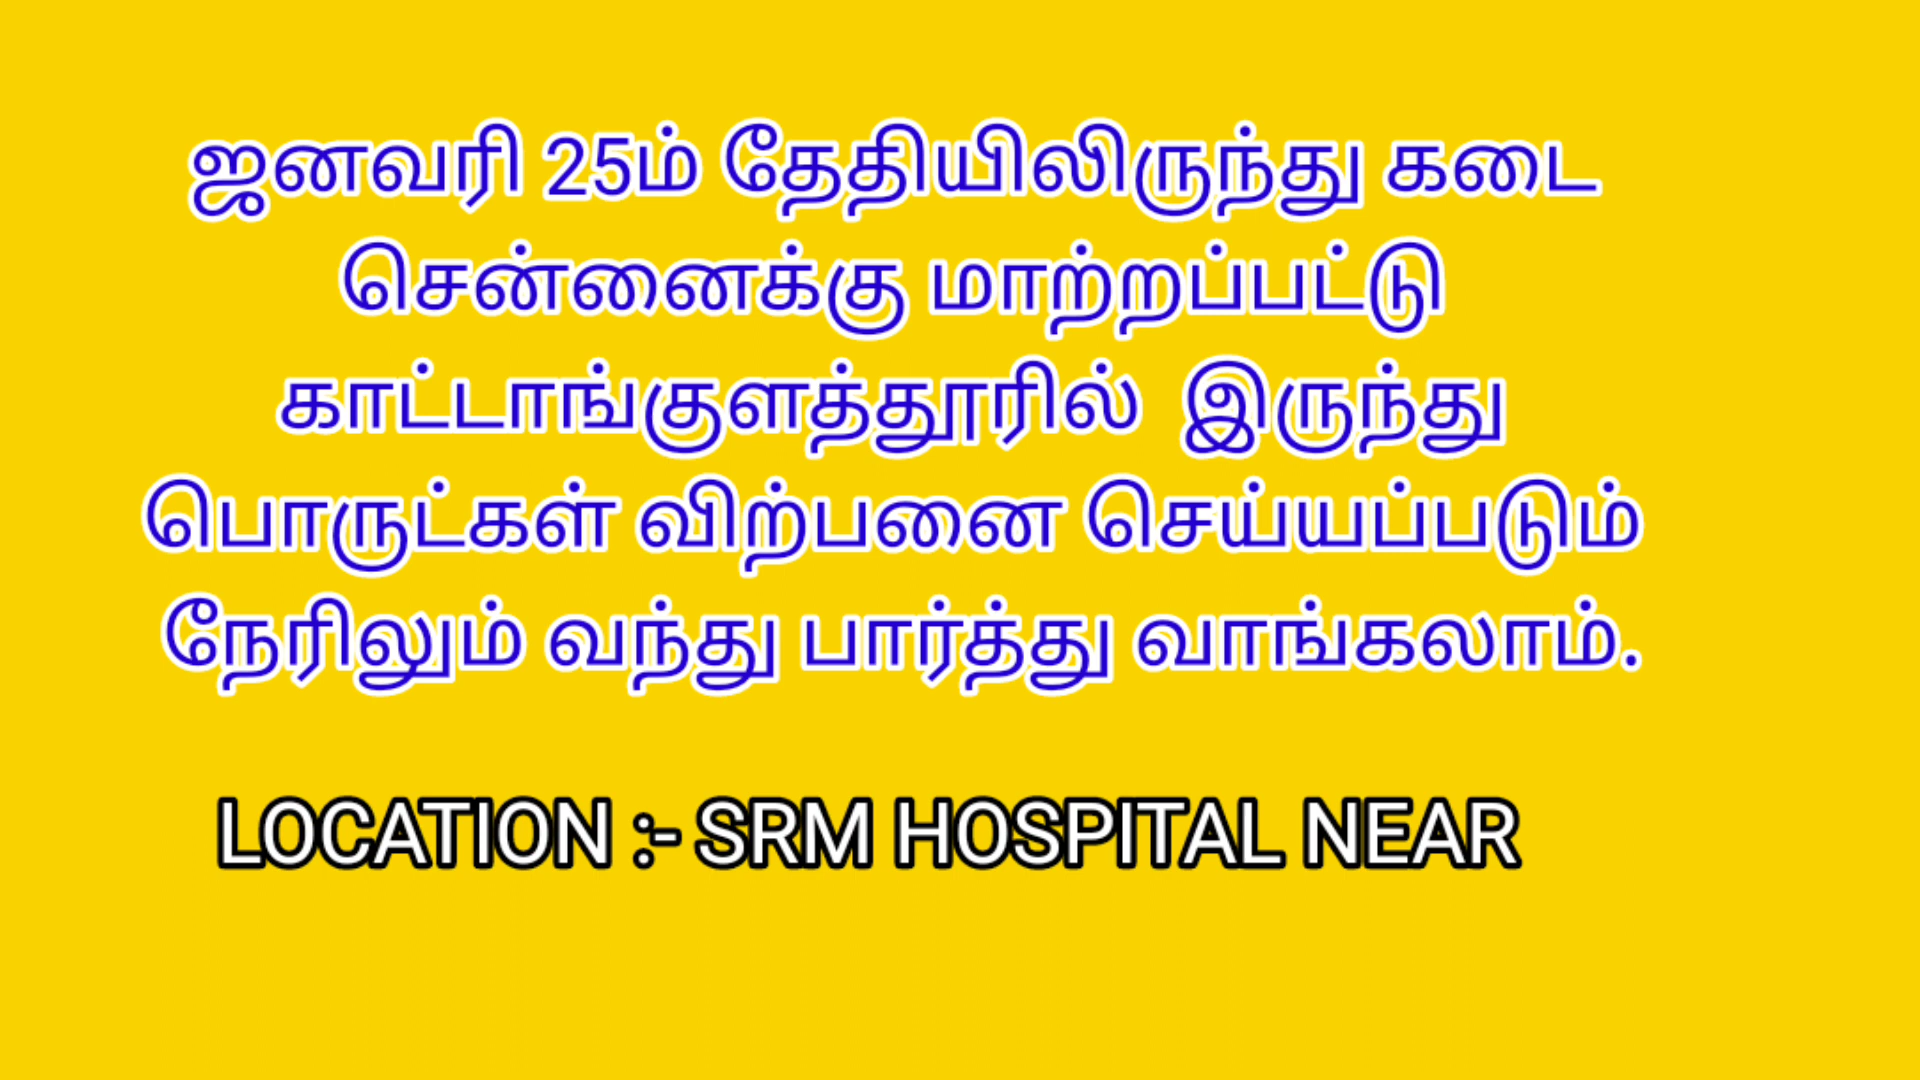 ஜனவரி 25ம் தேதியிலிருந்து கடை
சென்னைக்கு மாற்றப்பட்டு
காட்டாங்குளத்தூரில் இருந்து
பொருட்கள் விற்பனை செய்யப்படும்
நேரிலும் வந்து பார்த்து வாங்கலாம்.
LOCATION :- SRM HOSPITAL NEAR